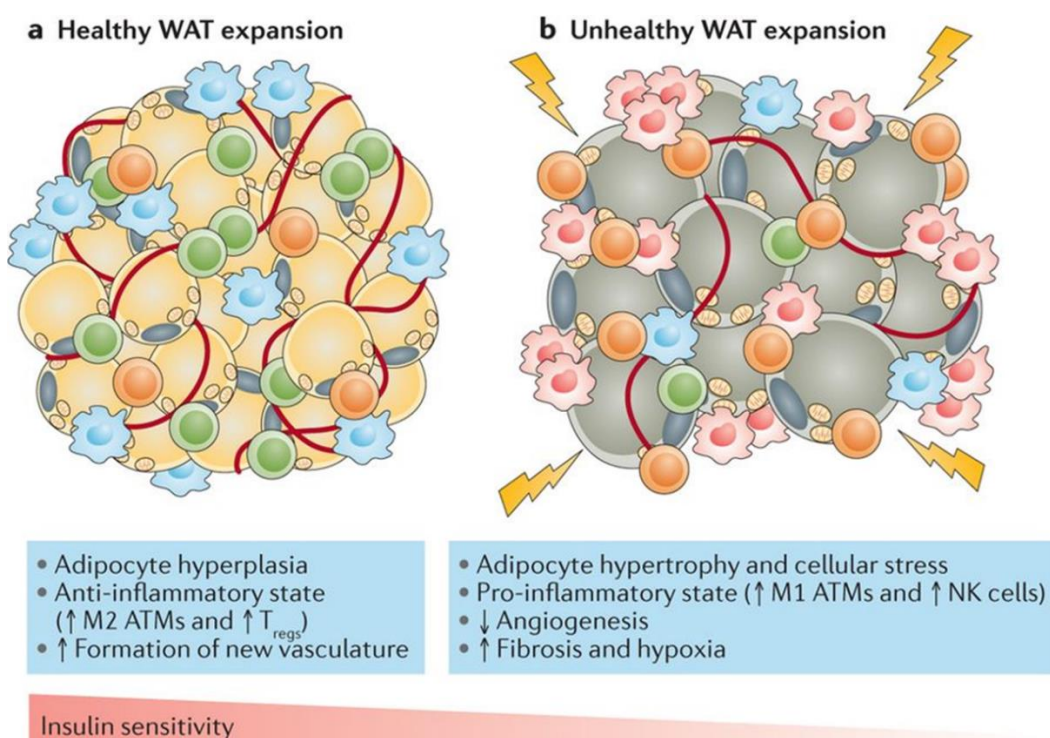 a Healthy WAT expansion
b Unhealthy WAT expansion
• Adipocyte hyperplasia
• Anti-inflammatory state
(↑ M2 ATMs and ↑ Tregs)
• ↑ Formation of new vasculature
• Adipocyte hypertrophy and cellular stress
• Pro-inflammatory state (↑ M1 ATMs and ↑ NK cells)
• ↓ Angiogenesis
• ↑ Fibrosis and hypoxia
Insulin sensitivity